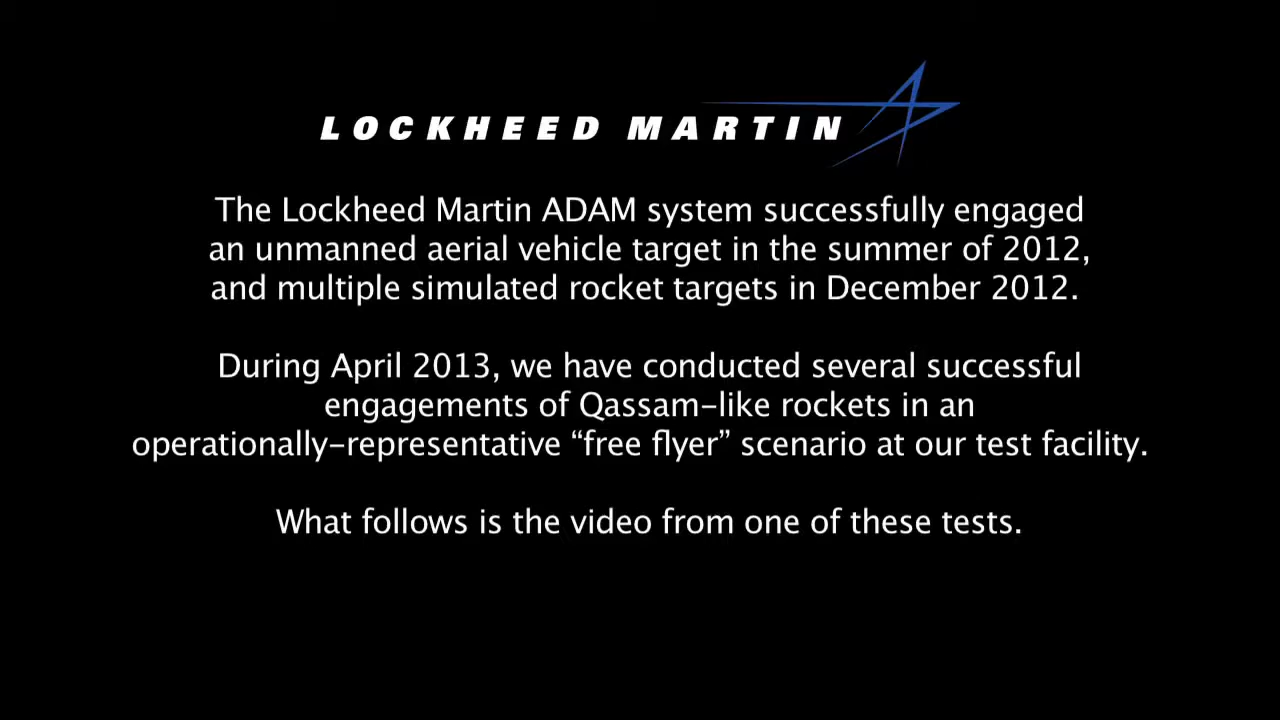 LOCKHEED MARTIN
The Lockheed Martin ADAM system successfully engaged
an unmanned aerial vehicle target in the summer of 2012,
and multiple simulated rocket targets in December 2012.
During April 2013, we have conducted several successful
engagements of Qassam-like rockets in an
operationally-representative “free flyer” scenario at our test facility.
What follows is the video from one of these tests.